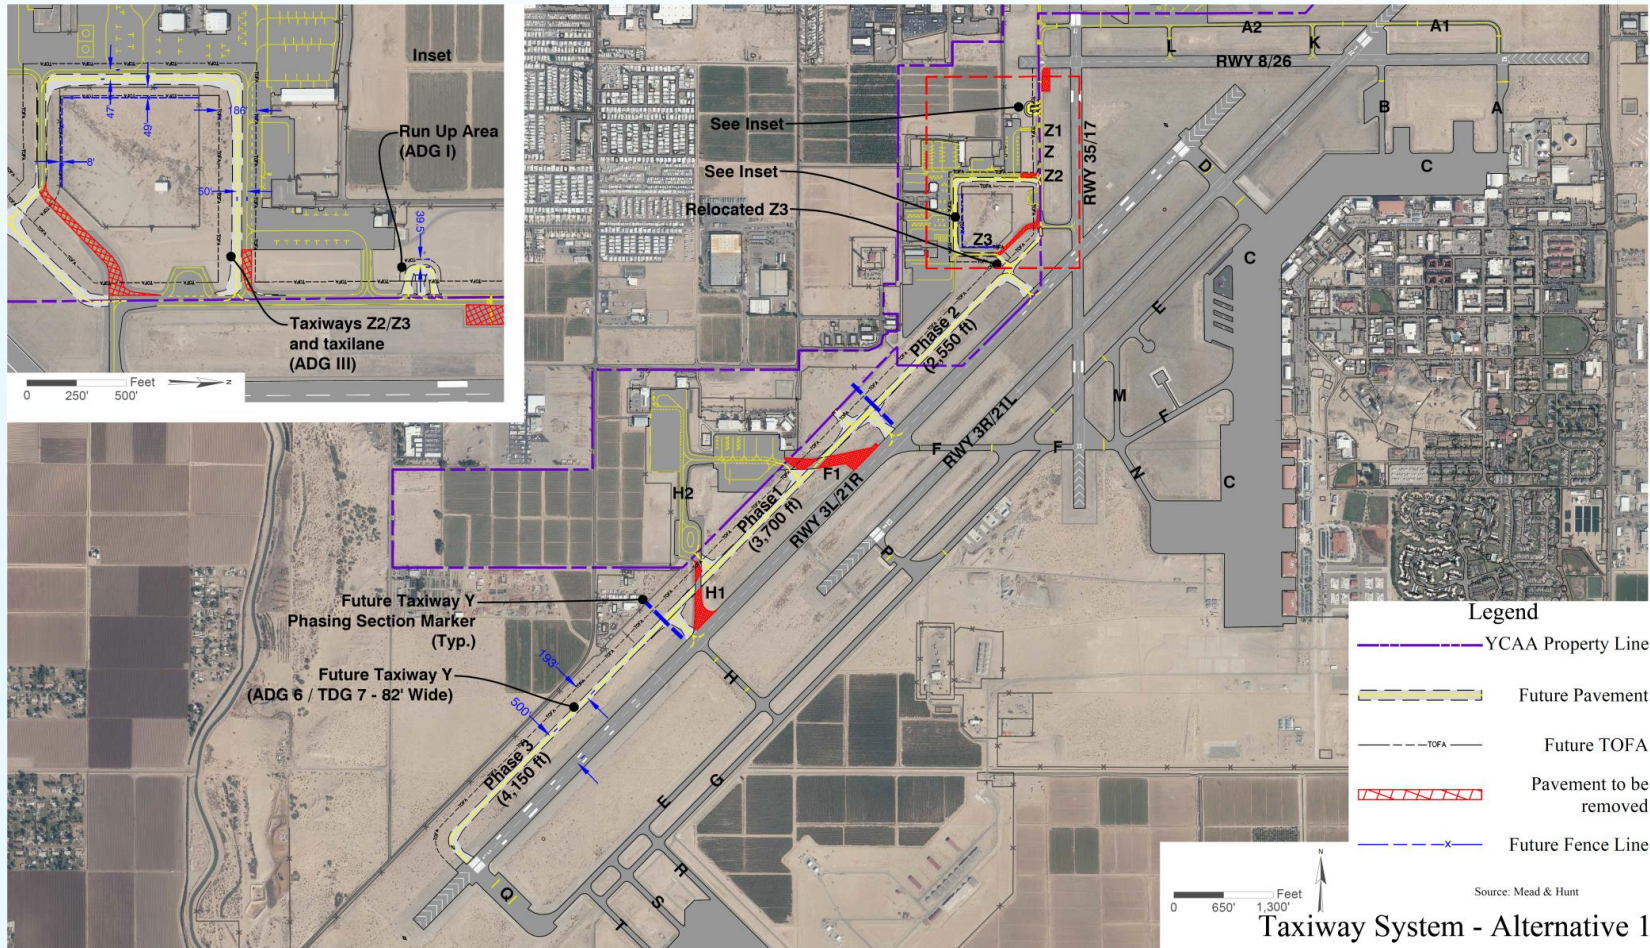 Inset
47'
49'
186'
8'
50'
39.5'
Run Up Area
(ADG I)
Taxiways Z2/Z3
and taxilane
(ADG III)
Feet
0 250' 500'
Z
TOFA
A2
A1
L
K
RWY 8/26
B
A
See Inset
Z1
Z
Z2
RWY 35/17
See Inset
Relocated Z3
Z3
D
C
C
E
Phase 2
(2,550 ft)
M
F
RWY 3R/21L
F
F
N
C
H2
F1
Phase 1
(3,700 ft)
RWY 3L/21R
P
H1
Future Taxiway Y
Phasing Section Marker
(Typ.)
Future Taxiway Y
(ADG 6 / TDG 7 - 82' Wide)
193'
500'
H
Phase 3
(4,150 ft)
G
E
R
S
T
Q
Legend
YCAA Property Line
Future Pavement
TOFA
Future TOFA
Pavement to be
removed
Future Fence Line
N
Feet
0 650' 1,300'
Source: Mead & Hunt
Taxiway System - Alternative 1